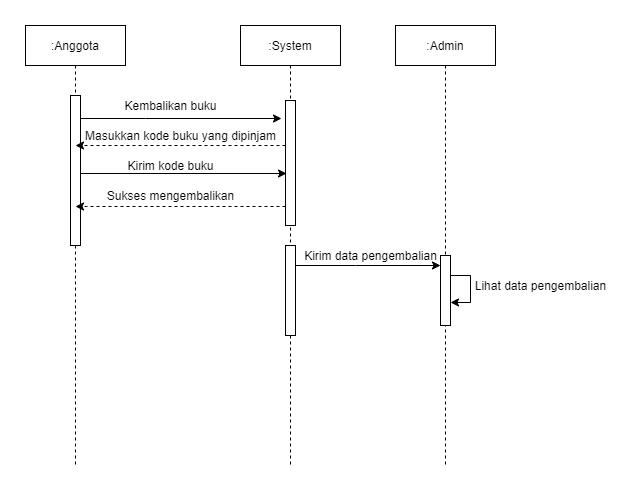 :Anggota
:System
:Admin
Kembalikan buku
Masukkan kode buku yang dipinjam
Kirim kode buku
Sukses mengembalikan
Kirim data pengembalian
Lihat data pengembalian